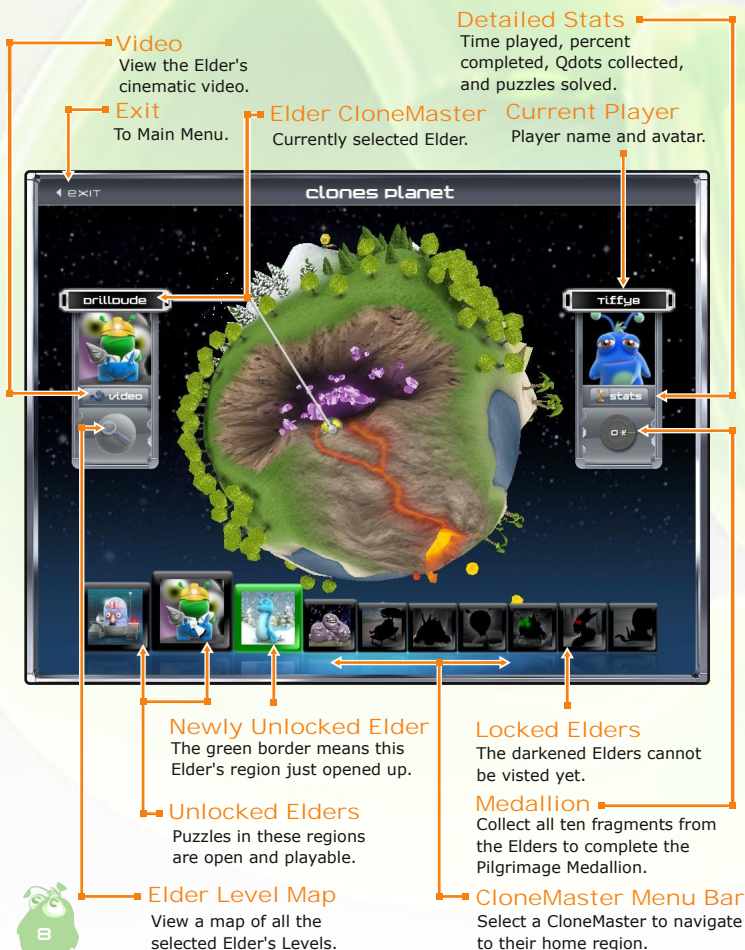 Detailed Stats
Time played, percent
completed, Qdots collected,
and puzzles solved.
Video
View the Elder's
cinematic video.
Exit
To Main Menu.
Elder CloneMaster
Currently selected Elder.
Current Player
Player name and avatar.
EXIT
clones planet
DrillDude
Tiffy8
video
stats
Newly Unlocked Elder
The green border means this
Elder's region just opened up.
Locked Elders
The darkened Elders cannot
be visted yet.
Unlocked Elders
Puzzles in these regions
are open and playable.
Medallion
Collect all ten fragments from
the Elders to complete the
Pilgrimage Medallion.
Elder Level Map
View a map of all the
selected Elder's Levels.
CloneMaster Menu Bar
Select a CloneMaster to navigate
to their home region.
8